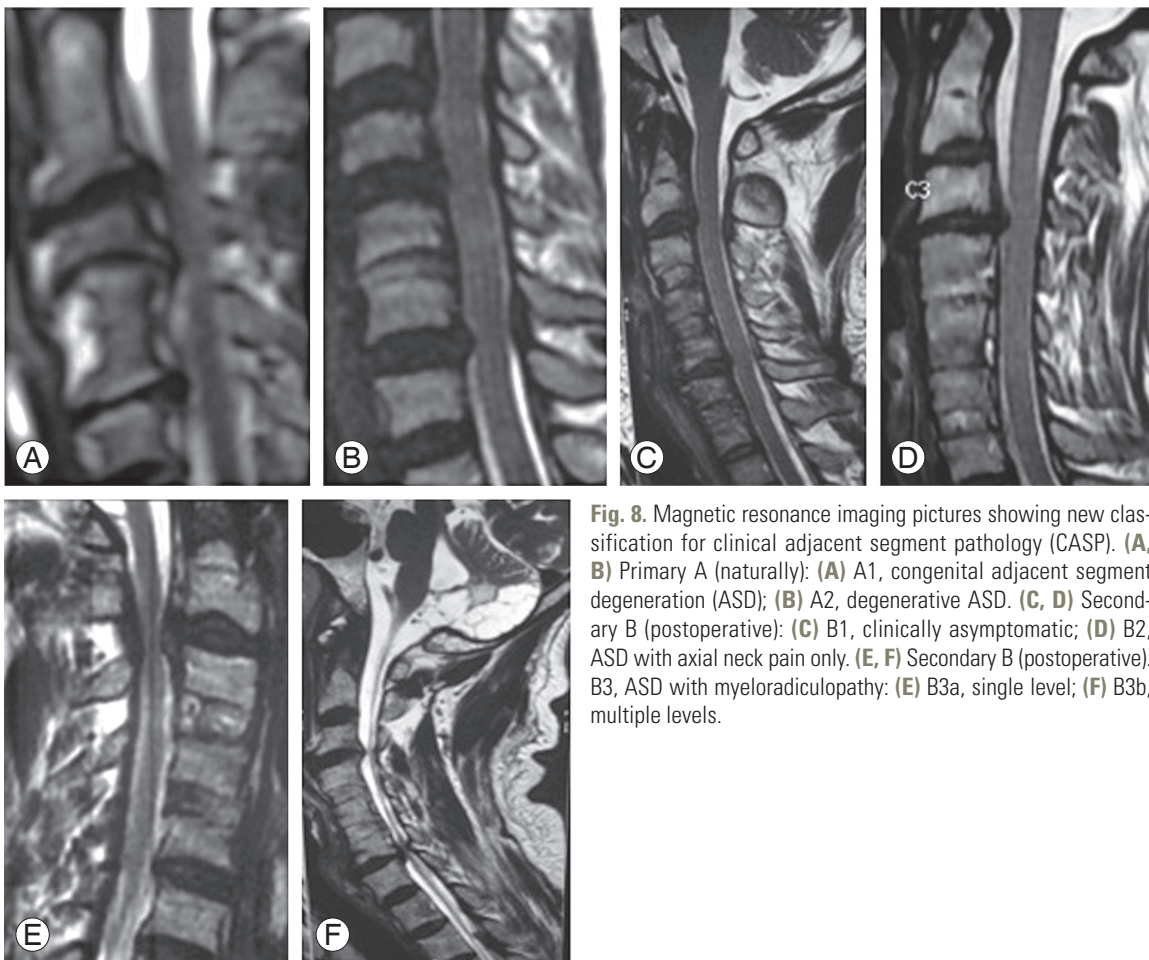 A
B
C
C3
D
E
F
Fig. 8. Magnetic resonance imaging pictures showing new clas-
sification for clinical adjacent segment pathology (CASP). (A,
B) Primary A (naturally): (A) A1, congenital adjacent segment
degeneration (ASD); (B) A2, degenerative ASD. (C, D) Second-
ary B (postoperative): (C) B1, clinically asymptomatic; (D) B2,
ASD with axial neck pain only. (E, F) Secondary B (postoperative).
B3, ASD with myeloradiculopathy: (E) B3a, single level; (F) B3b,
multiple levels.